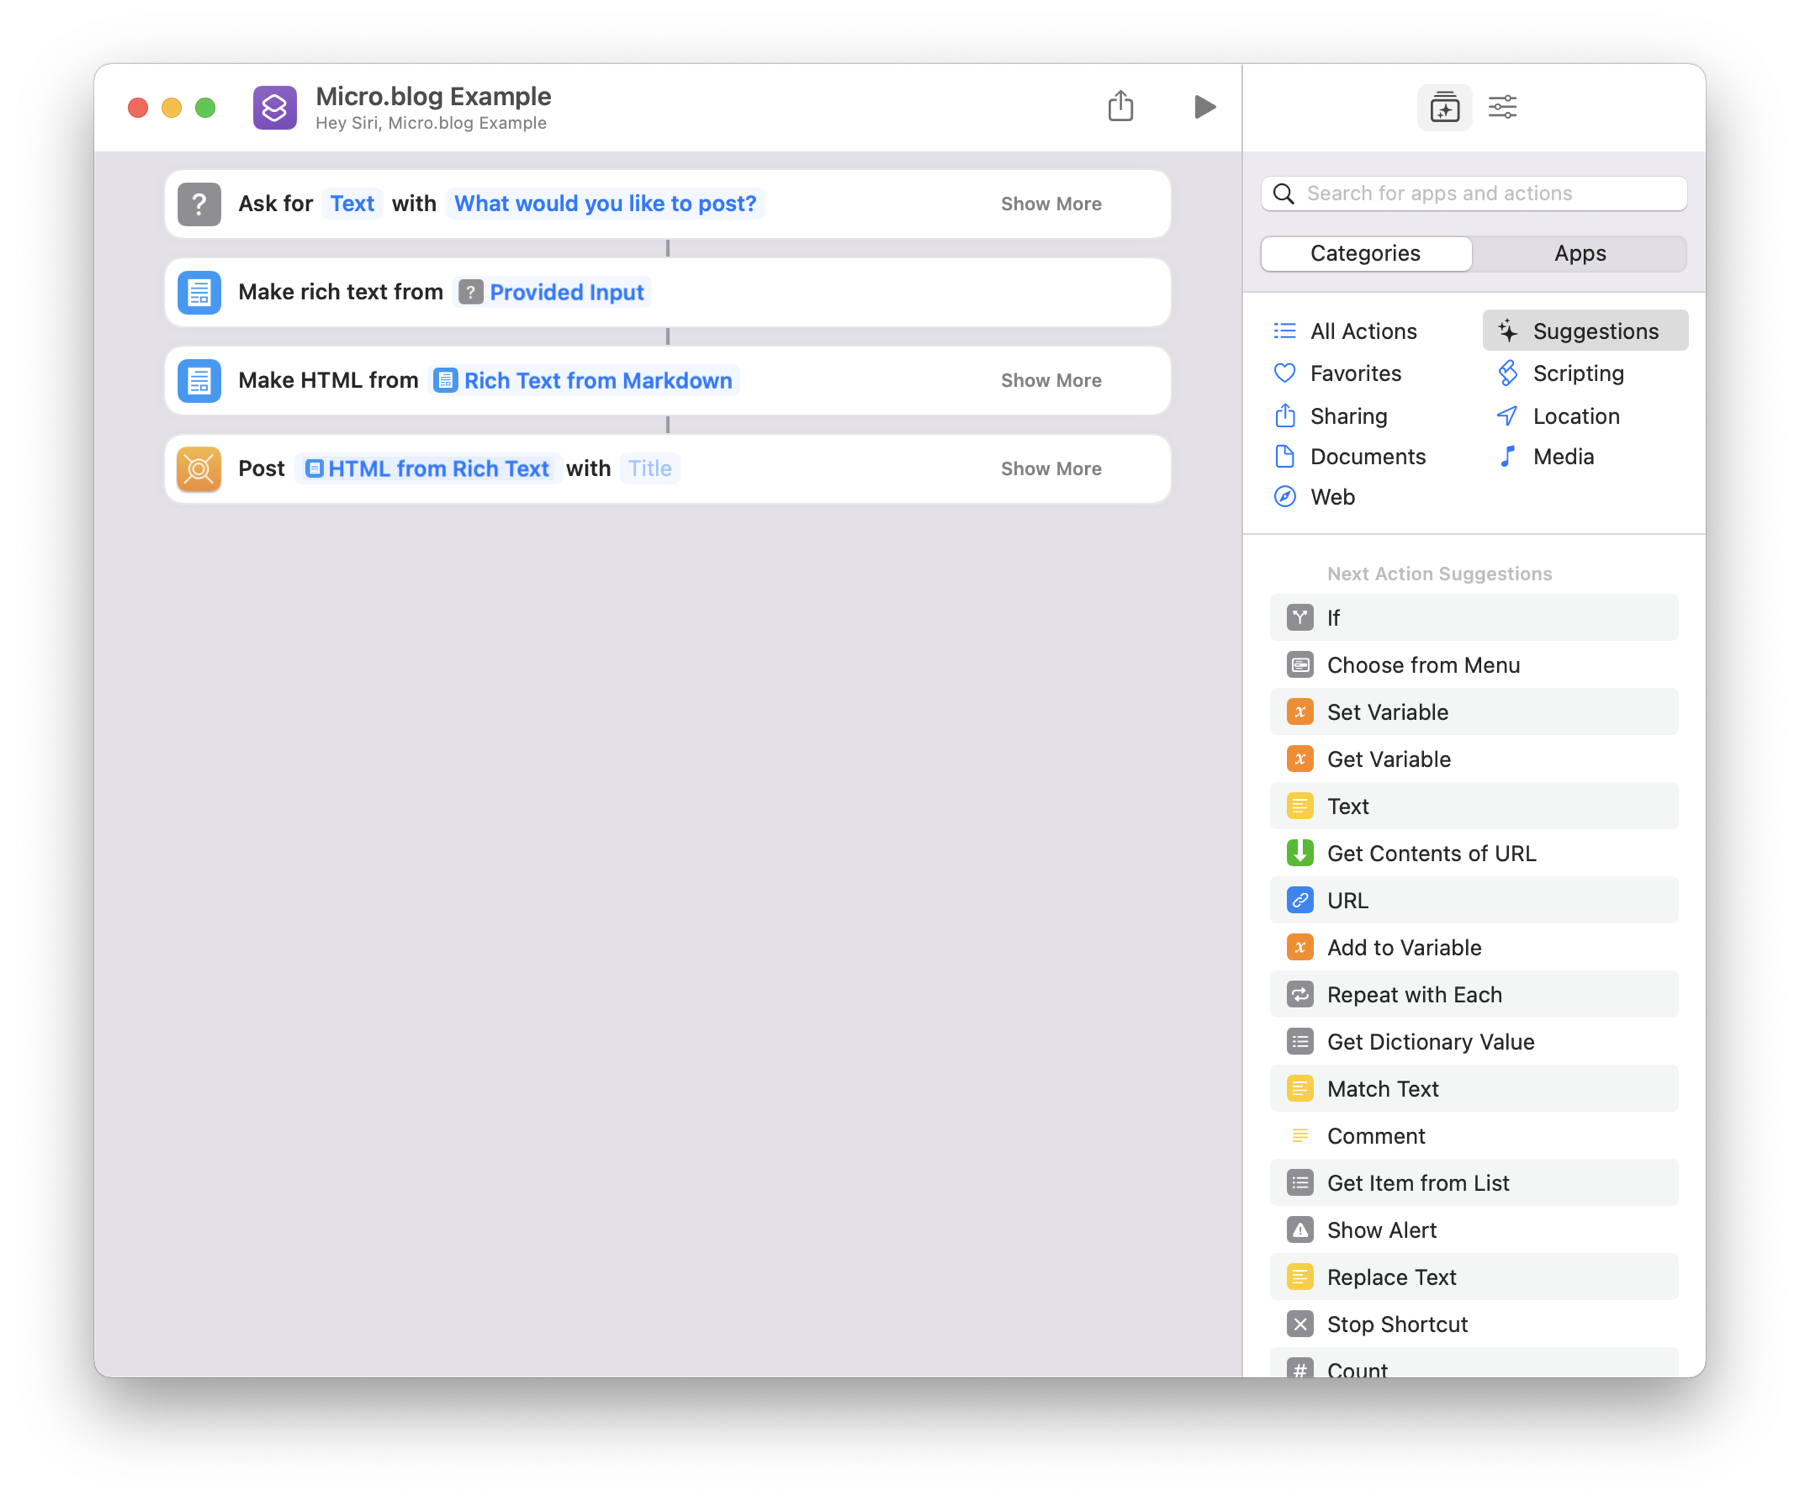 Micro.blog Example
Hey Siri, Micro.blog Example
Ask for Text with What would you like to post? Show More
Make rich text from ? Provided Input
Make HTML from Rich Text from Markdown Show More
Post HTML from Rich Text with Title Show More
Search for apps and actions
Categories Apps
All Actions Suggestions
Favorites Scripting
Sharing Location
Documents Media
Web
Next Action Suggestions
If
Choose from Menu
x Set Variable
x Get Variable
Text
Get Contents of URL
URL
x Add to Variable
Repeat with Each
Get Dictionary Value
Match Text
Comment
Get Item from List
Show Alert
Replace Text
Stop Shortcut
# Count